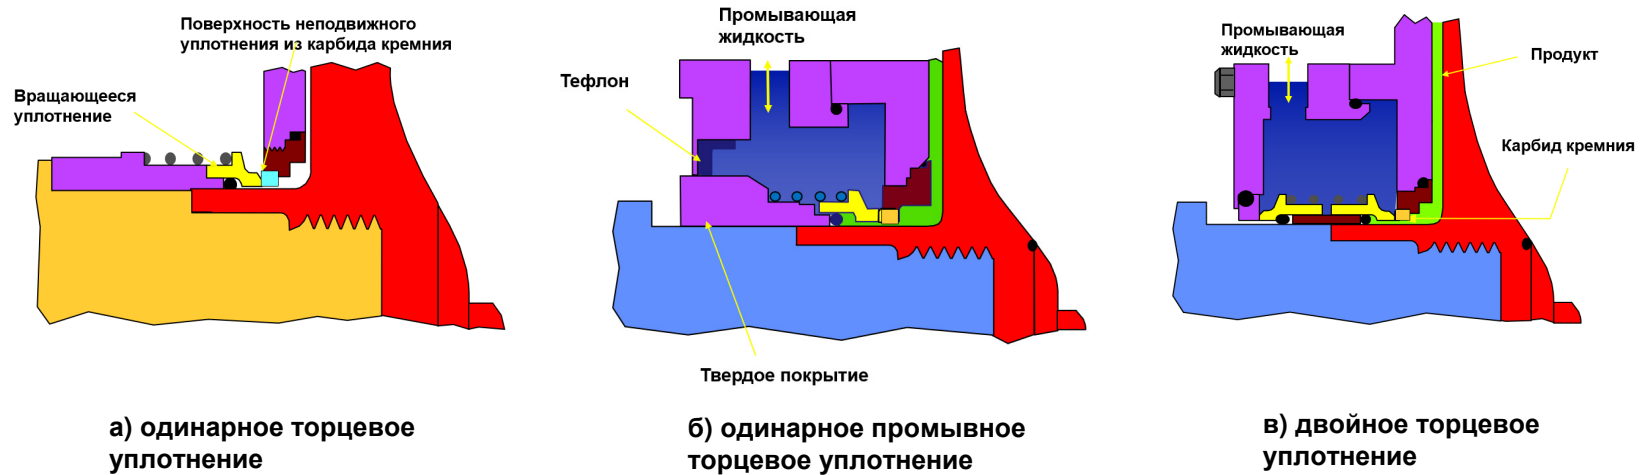 Поверхность неподвижного
уплотнения из карбида кремния
Вращающееся
уплотнение
а) одинарное торцевое
уплотнение
Промывающая
жидкость
Тефлон
Твердое покрытие
б) одинарное промывное
торцевое уплотнение
Промывающая
жидкость
Продукт
Карбид кремния
в) двойное торцевое
уплотнение